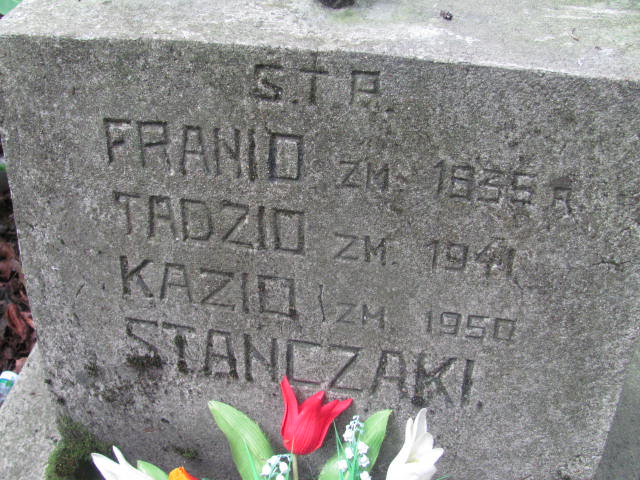 S.T P.
FRANIO ZM. 1935 R
TADZIO ZM. 1941
KAZIO ZM. 1950
STANCZAKI.